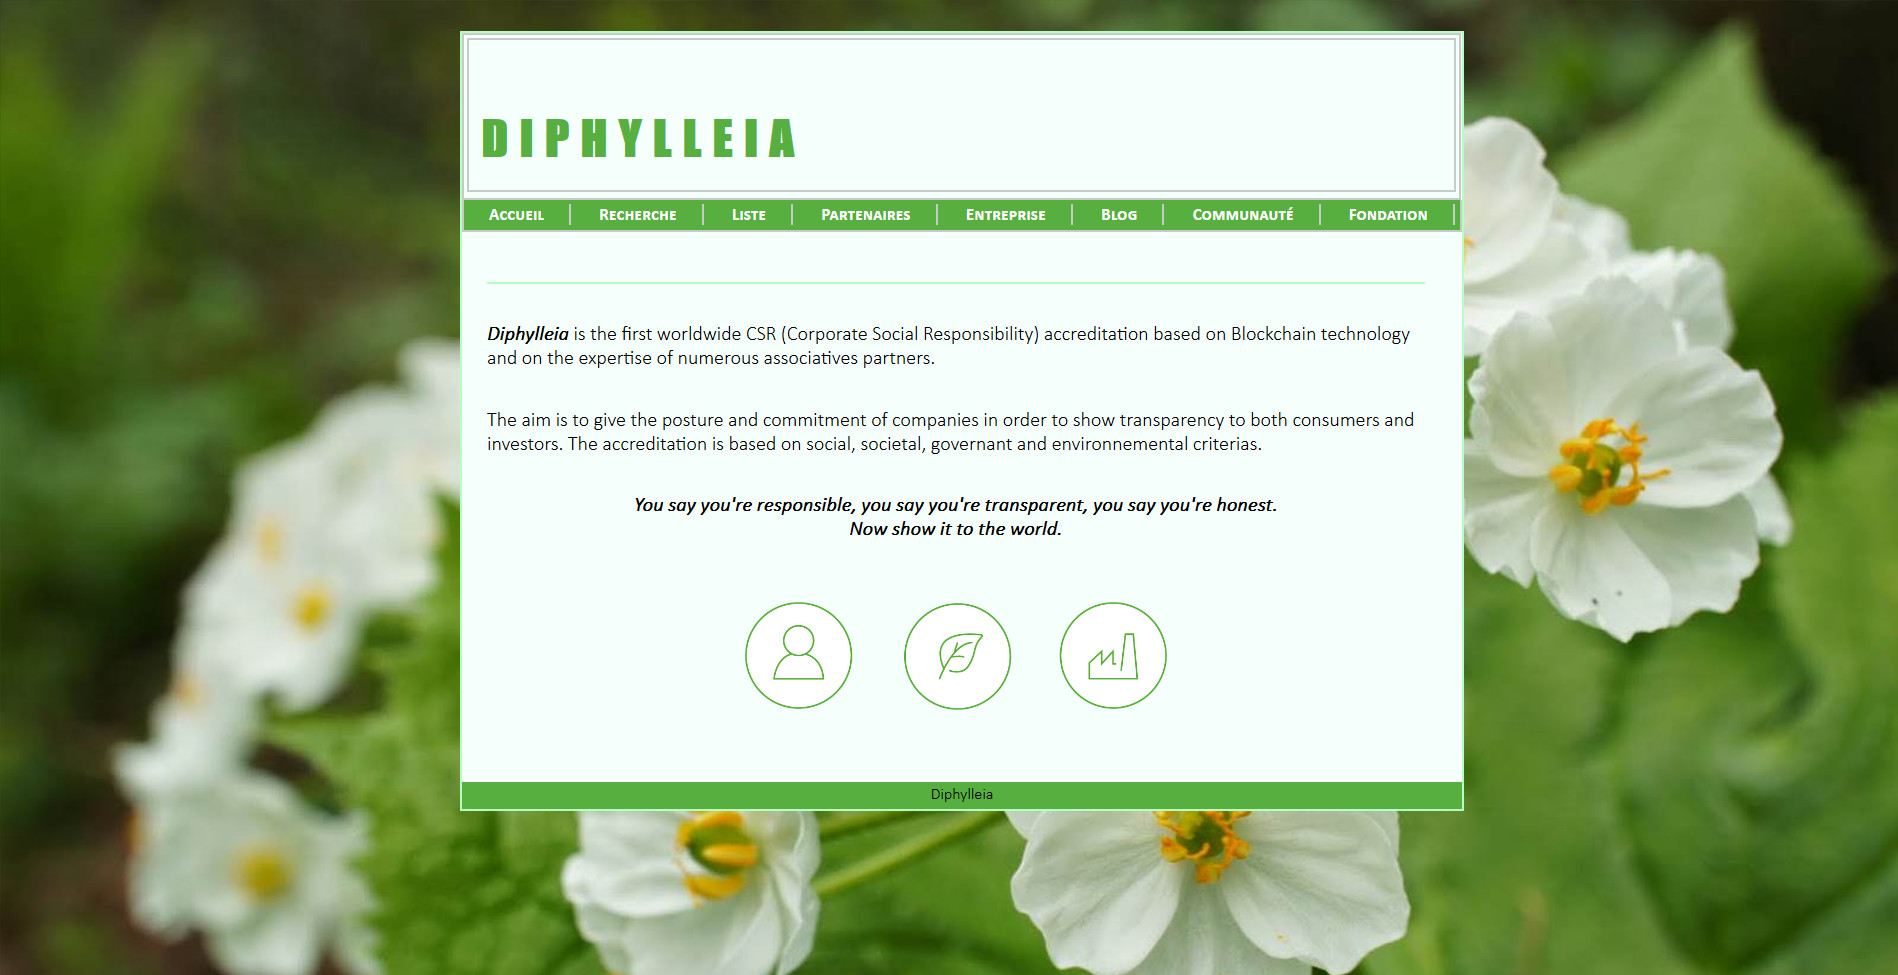 DIPHYLLEIA
Accueil Recherche Liste Partenaires Entreprise Blog Communauté Fondation
Diphylleia is the first worldwide CSR (Corporate Social Responsibility) accreditation based on Blockchain technology
and on the expertise of numerous associatives partners.
The aim is to give the posture and commitment of companies in order to show transparency to both consumers and
investors. The accreditation is based on social, societal, governant and environnemental criterias.
You say you're responsible, you say you're transparent, you say you're honest.
Now show it to the world.
Diphylleia